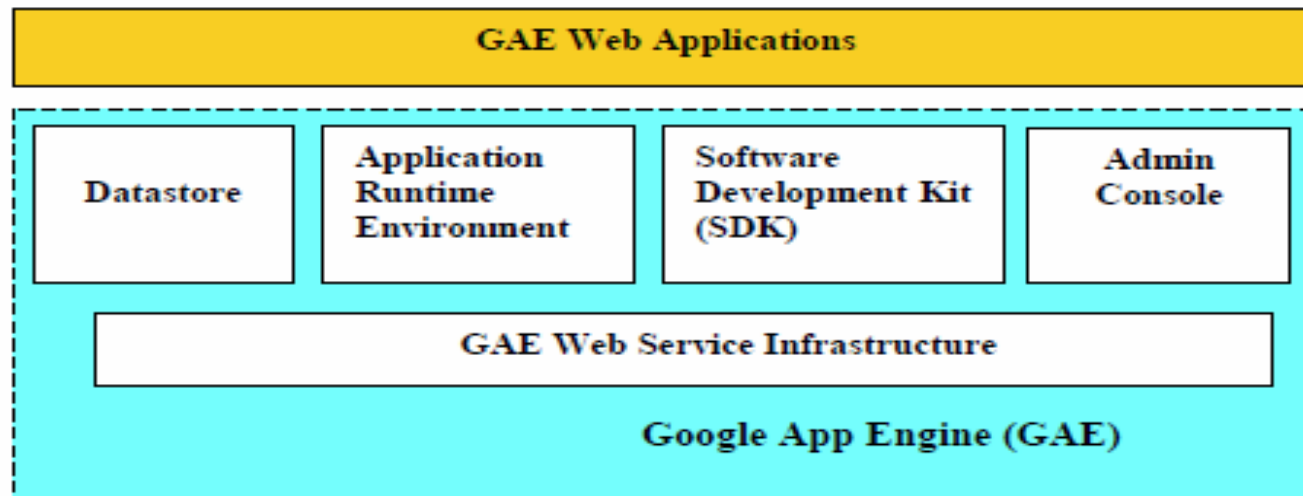 GAE Web Applications
Datastore
Application
Runtime
Environment
Software
Development Kit
(SDK)
Admin
Console
GAE Web Service Infrastructure
Google App Engine (GAE)